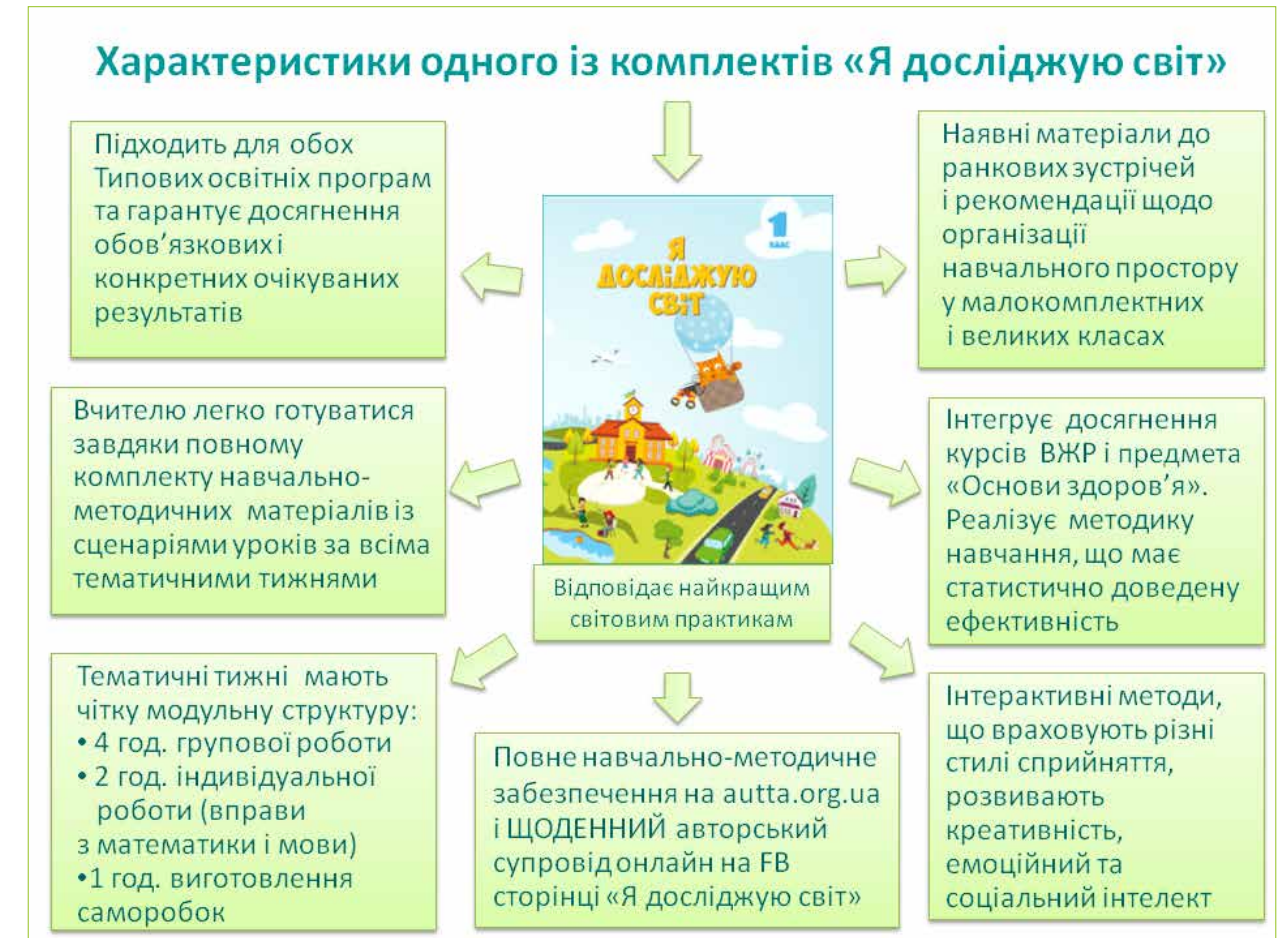 Характеристики одного із комплектів «Я досліджую світ»
Підходить для обох
Типових освітніх програм
та гарантує досягнення
обов’язкових і
конкретних очікуваних
результатів
Вчителю легко готуватися
завдяки повному
комплекту навчально-
методичних матеріалів із
сценаріями уроків за всіма
тематичними тижнями
Тематичні тижні мають
чітку модульну структуру:
• 4 год. групової роботи
• 2 год. індивідуальної
роботи (вправи
з математики і мови)
•1 год. виготовлення
саморобок
1
КЛАС
Я
ДОСЛІДЖУЮ
СВІТ
Відповідає найкращим
світовим практикам
Повне навчально-методичне
забезпечення на autta.org.ua
і ЩОДЕННИЙ авторський
супровід онлайн на FB
сторінці «Я досліджую світ»
Наявні матеріали до
ранкових зустрічей
і рекомендації щодо
організації
навчального простору
у малокомплектних
і великих класах
Інтегрує досягнення
курсів ВЖР і предмета
«Основи здоров’я».
Реалізує методику
навчання, що має
статистично доведену
ефективність
Інтерактивні методи,
що враховують різні
стилі сприйняття,
розвивають
креативність,
емоційний та
соціальний інтелект